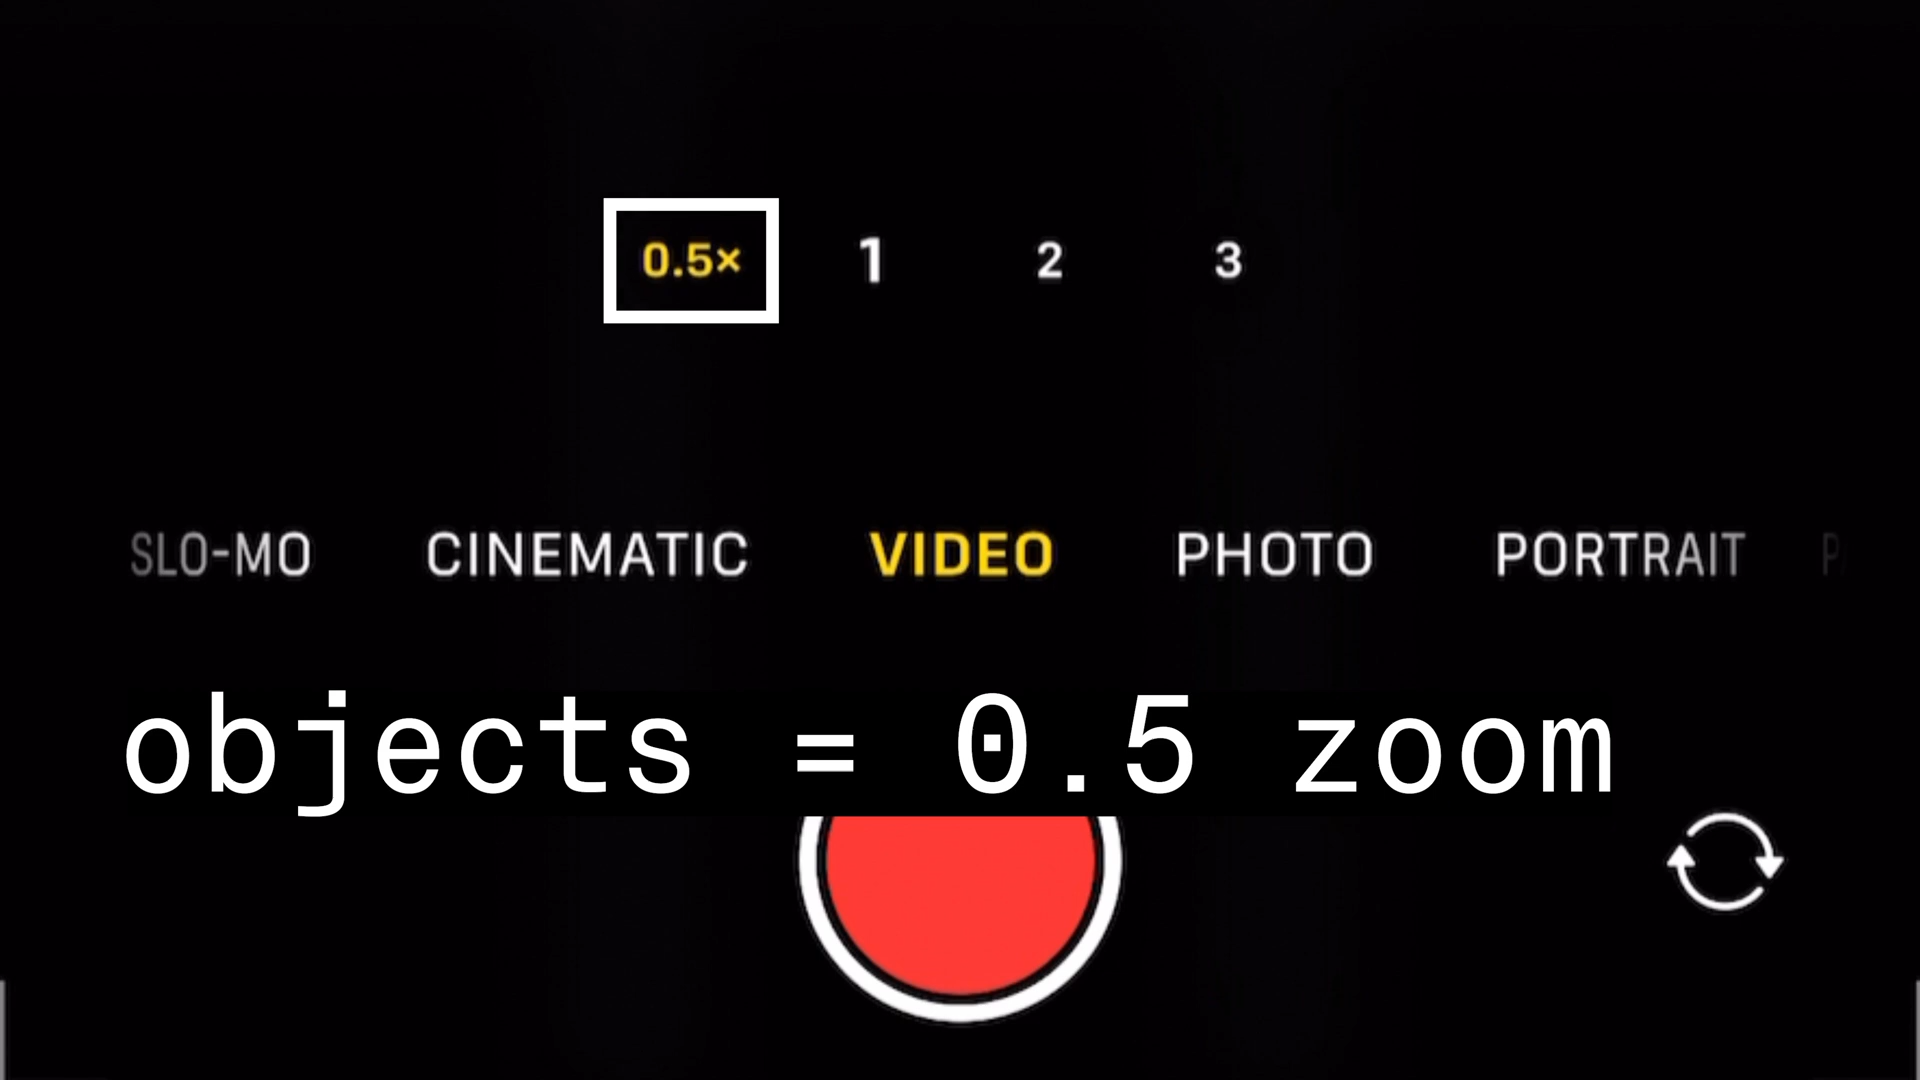 0.5× 1 2 3
SLO-MO CINEMATIC VIDEO PHOTO PORTRAIT
objects = 0.5 zoom